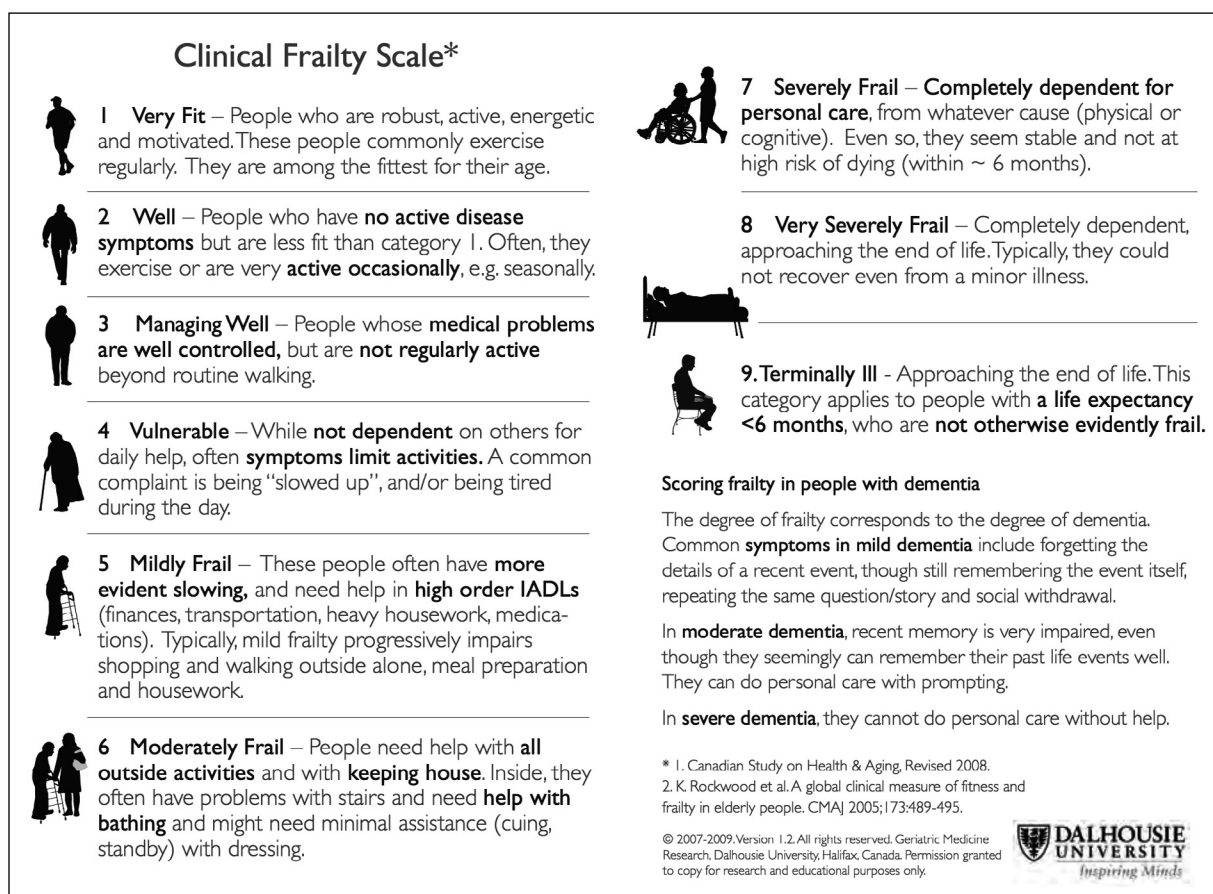 Clinical Frailty Scale*
1 Very Fit – People who are robust, active, energetic
and motivated. These people commonly exercise
regularly. They are among the fittest for their age.
2 Well – People who have no active disease
symptoms but are less fit than category 1. Often, they
exercise or are very active occasionally, e.g. seasonally.
3 Managing Well – People whose medical problems
are well controlled, but are not regularly active
beyond routine walking.
4 Vulnerable – While not dependent on others for
daily help, often symptoms limit activities. A common
complaint is being “slowed up”, and/or being tired
during the day.
5 Mildly Frail – These people often have more
evident slowing, and need help in high order IADLs
(finances, transportation, heavy housework, medica-
tions). Typically, mild frailty progressively impairs
shopping and walking outside alone, meal preparation
and housework.
6 Moderately Frail – People need help with all
outside activities and with keeping house. Inside, they
often have problems with stairs and need help with
bathing and might need minimal assistance (cuing,
standby) with dressing.
7 Severely Frail – Completely dependent for
personal care, from whatever cause (physical or
cognitive). Even so, they seem stable and not at
high risk of dying (within ~ 6 months).
8 Very Severely Frail – Completely dependent,
approaching the end of life. Typically, they could
not recover even from a minor illness.
9. Terminally Ill - Approaching the end of life. This
category applies to people with a life expectancy
<6 months, who are not otherwise evidently frail.
Scoring frailty in people with dementia
The degree of frailty corresponds to the degree of dementia.
Common symptoms in mild dementia include forgetting the
details of a recent event, though still remembering the event itself,
repeating the same question/story and social withdrawal.
In moderate dementia, recent memory is very impaired, even
though they seemingly can remember their past life events well.
They can do personal care with prompting.
In severe dementia, they cannot do personal care without help.
* 1. Canadian Study on Health & Aging, Revised 2008.
2. K. Rockwood et al. A global clinical measure of fitness and
frailty in elderly people. CMAJ 2005;173:489-495.
© 2007-2009. Version 1.2. All rights reserved. Geriatric Medicine
Research, Dalhousie University, Halifax, Canada. Permission granted
to copy for research and educational purposes only.
DALHOUSIE
UNIVERSITY
Inspiring Minds